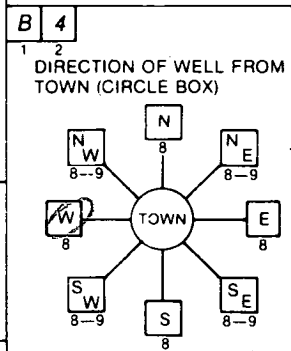 B 4
1 2
DIRECTION OF WELL FROM
TOWN (CIRCLE BOX)
N
8
N W
8--9
N E
8--9
W
8
TOWN
E
8
S W
8--9
S E
8--9
S
8